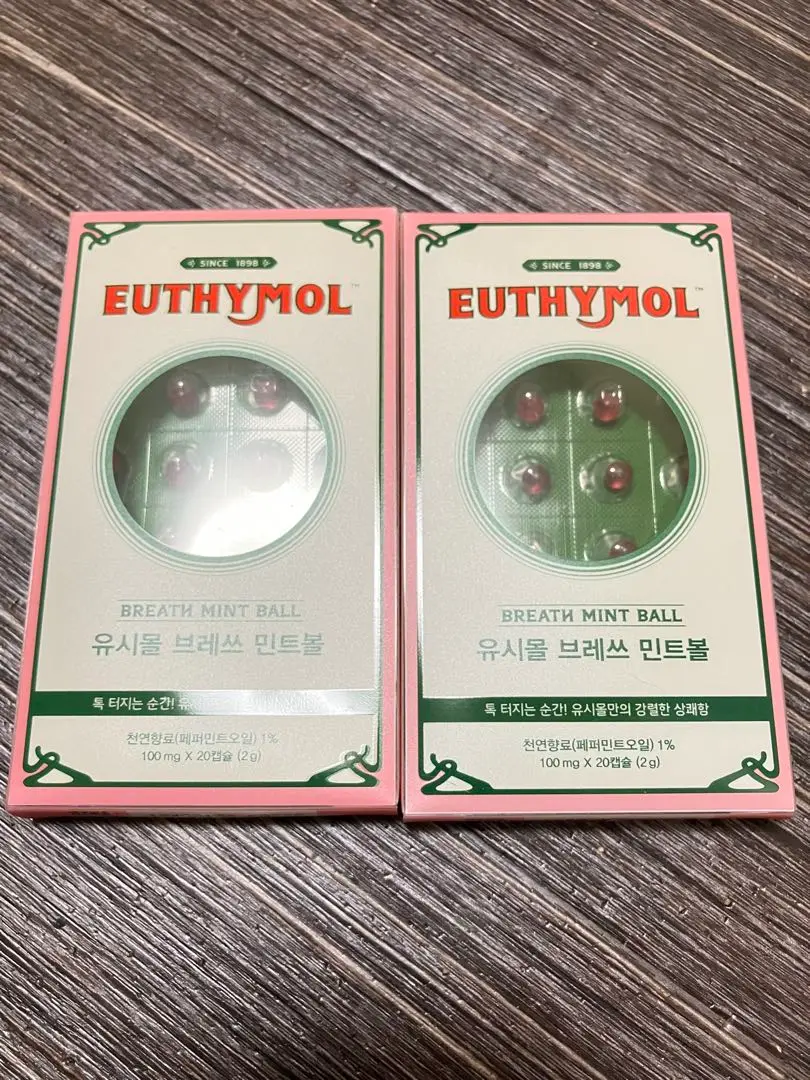 SINCE 1898
EUTHYMOL™
BREATH MINT BALL
유시몰 브레쓰 민트볼
톡 터지는 순간!
천연향료(페퍼민트오일) 1%
100 mg X 20캡슐 (2 g)
SINCE 1898
EUTHYMOL™
BREATH MINT BALL
유시몰 브레쓰 민트볼
톡 터지는 순간! 유시몰만의 강렬한 상쾌함
천연향료(페퍼민트오일) 1%
100 mg X 20캡슐 (2 g)